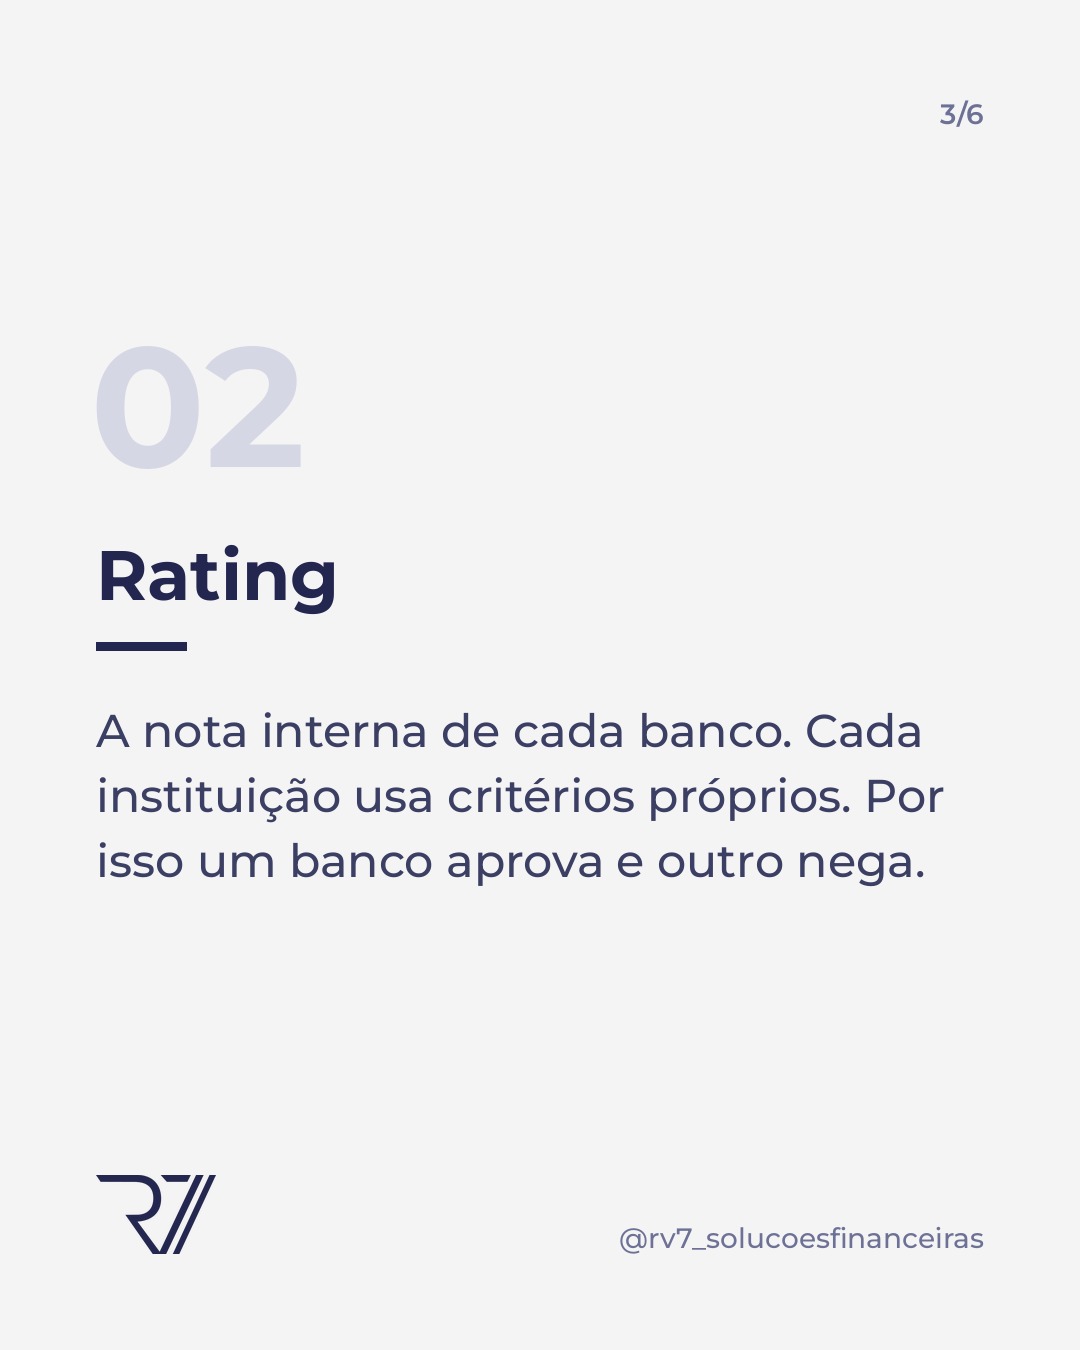 3/6
02
Rating
A nota interna de cada banco. Cada
instituição usa critérios próprios. Por
isso um banco aprova e outro nega.
R7
@rv7_solucoesfinanceiras